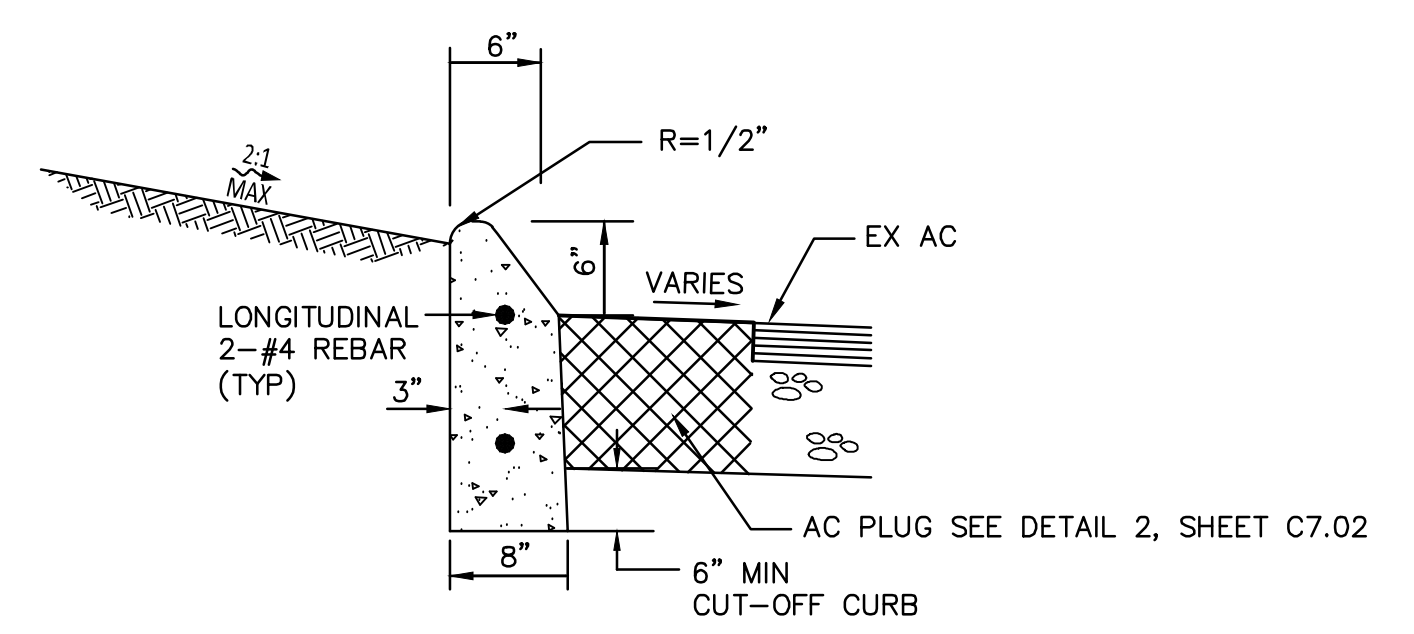 6”
R=1/2”
2:1
MAX
EX AC
6”
VARIES
LONGITUDINAL
2-#4 REBAR
(TYP)
3”
AC PLUG SEE DETAIL 2, SHEET C7.02
8”
6” MIN
CUT-OFF CURB